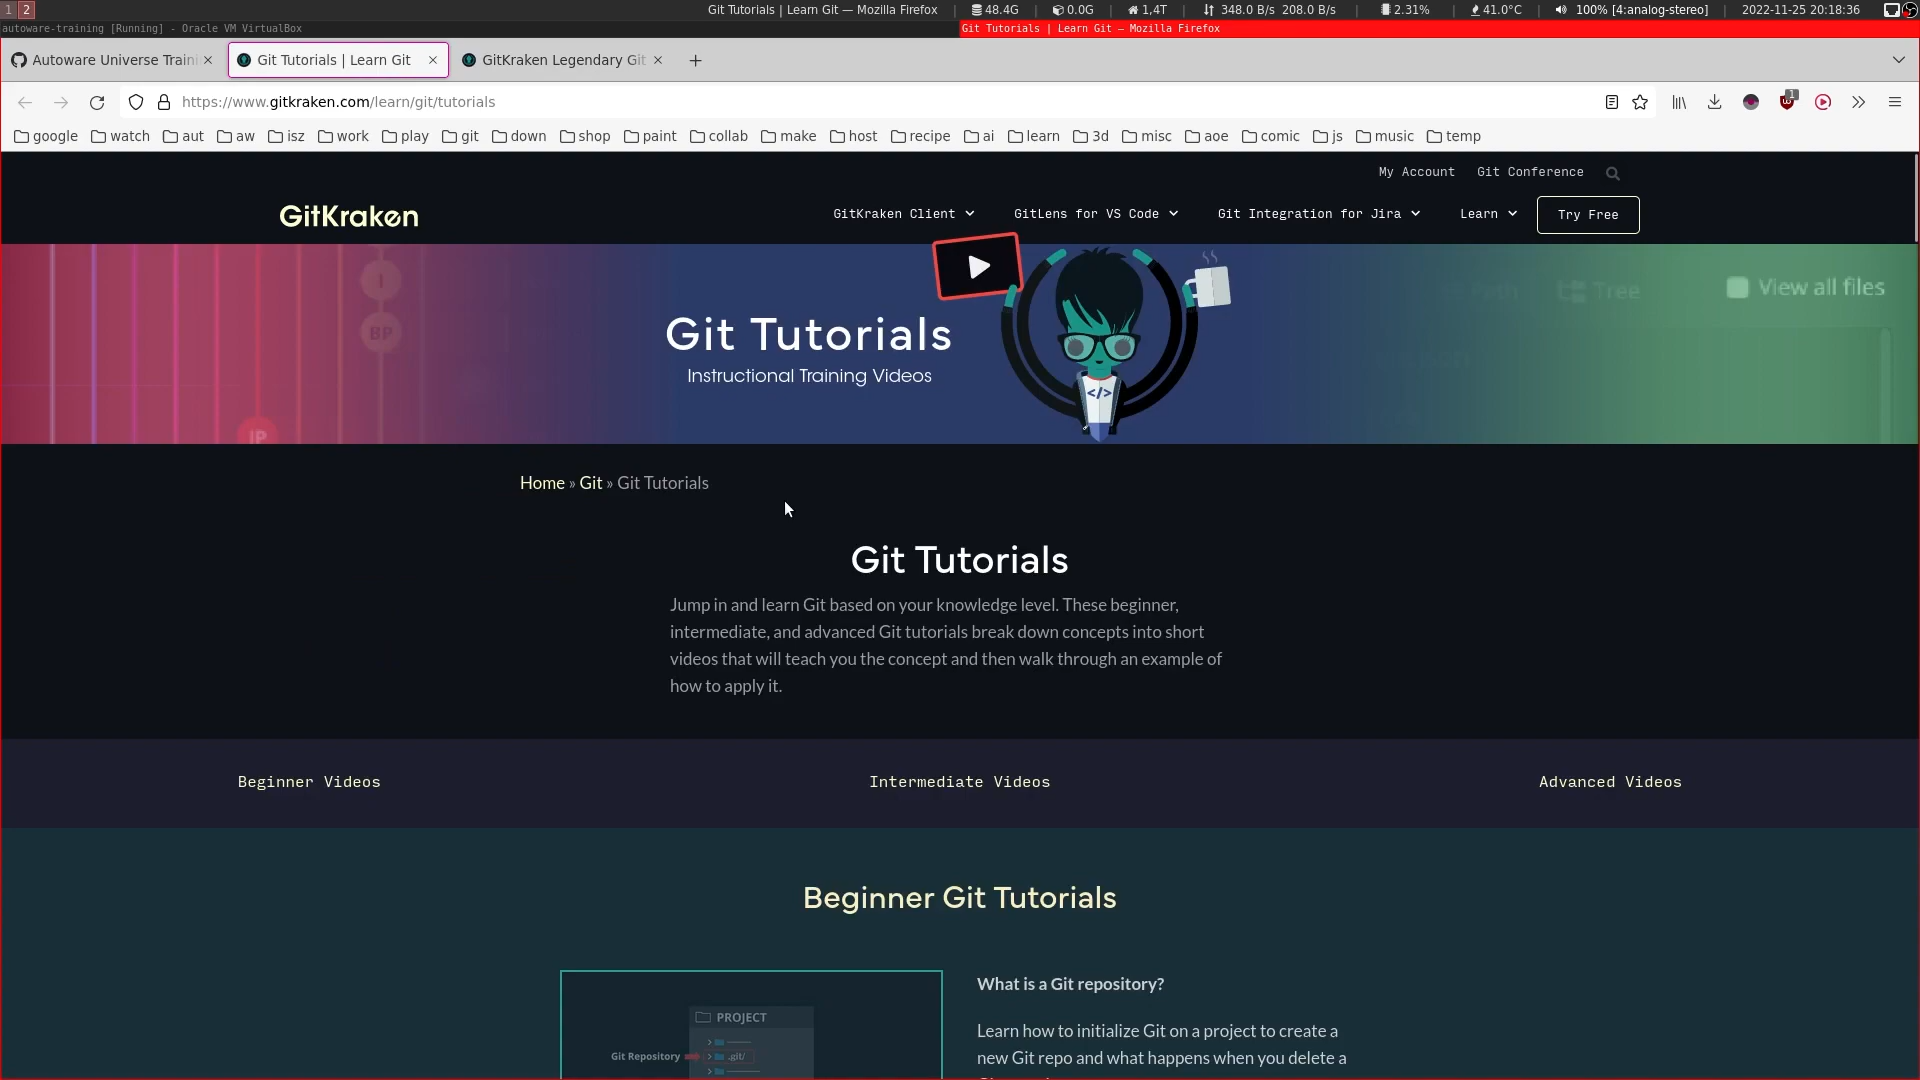 1 2 Git Tutorials | Learn Git — Mozilla Firefox 48.4G | 0.0G | 1,4T | 348.0 B/s 208.0 B/s | 2.31% | 41.0°C | 100% [4:analog-stereo] | 2022-11-25 20:18:36
autoware-training [Running] - Oracle VM VirtualBox Git Tutorials | Learn Git — Mozilla Firefox
Autoware Universe Traini Git Tutorials | Learn Git GitKraken Legendary Git
https://www.gitkraken.com/learn/git/tutorials 1
google watch aut aw isz work play git down shop paint collab make host recipe ai learn 3d misc aoe comic js music temp
My Account Git Conference
GitKraken GitKraken Client GitLens for VS Code Git Integration for Jira Learn Try Free
Path Tree View all files
BP
Git Tutorials
Instructional Training Videos
</>
IP
Home » Git » Git Tutorials
Git Tutorials
Jump in and learn Git based on your knowledge level. These beginner,
intermediate, and advanced Git tutorials break down concepts into short
videos that will teach you the concept and then walk through an example of
how to apply it.
Beginner Videos Intermediate Videos Advanced Videos
Beginner Git Tutorials
What is a Git repository?
PROJECT
Learn how to initialize Git on a project to create a
Git Repository .git/
new Git repo and what happens when you delete a